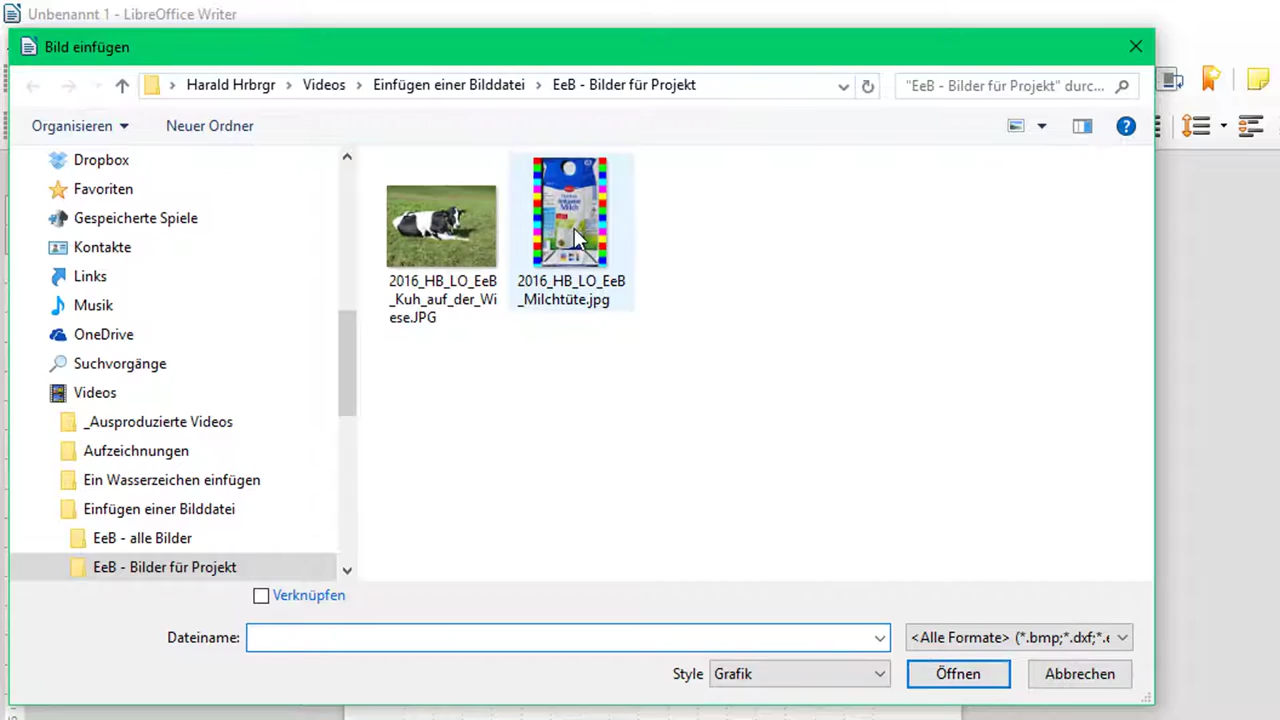 Unbenannt 1 - LibreOffice Writer
Bild einfügen
Harald Hrbrgr > Videos > Einfügen einer Bilddatei > EeB - Bilder für Projekt
"EeB - Bilder für Projekt" durc...
Organisieren
Neuer Ordner
Dropbox
Favoriten
Gespeicherte Spiele
Kontakte
Links
Musik
OneDrive
Suchvorgänge
Videos
_Ausproduzierte Videos
Aufzeichnungen
Ein Wasserzeichen einfügen
Einfügen einer Bilddatei
EeB - alle Bilder
EeB - Bilder für Projekt
Milch
2016_HB_LO_EeB
_Kuh_auf_der_Wi
ese.JPG
2016_HB_LO_EeB
_Milchtüte.jpg
Verknüpfen
Dateiname:
<Alle Formate> (*.bmp;*.dxf;*.e
Style
Grafik
Öffnen
Abbrechen